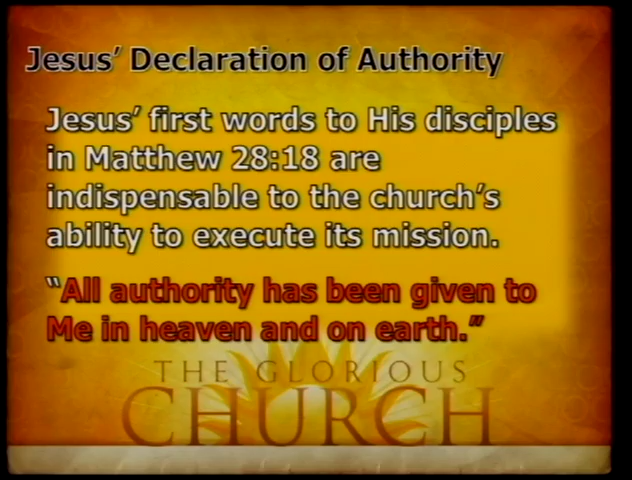 Jesus’ Declaration of Authority
Jesus’ first words to His disciples
in Matthew 28:18 are
indispensable to the church’s
ability to execute its mission.
“All authority has been given to
Me in heaven and on earth.”
THE GLORIOUS
CHURCH